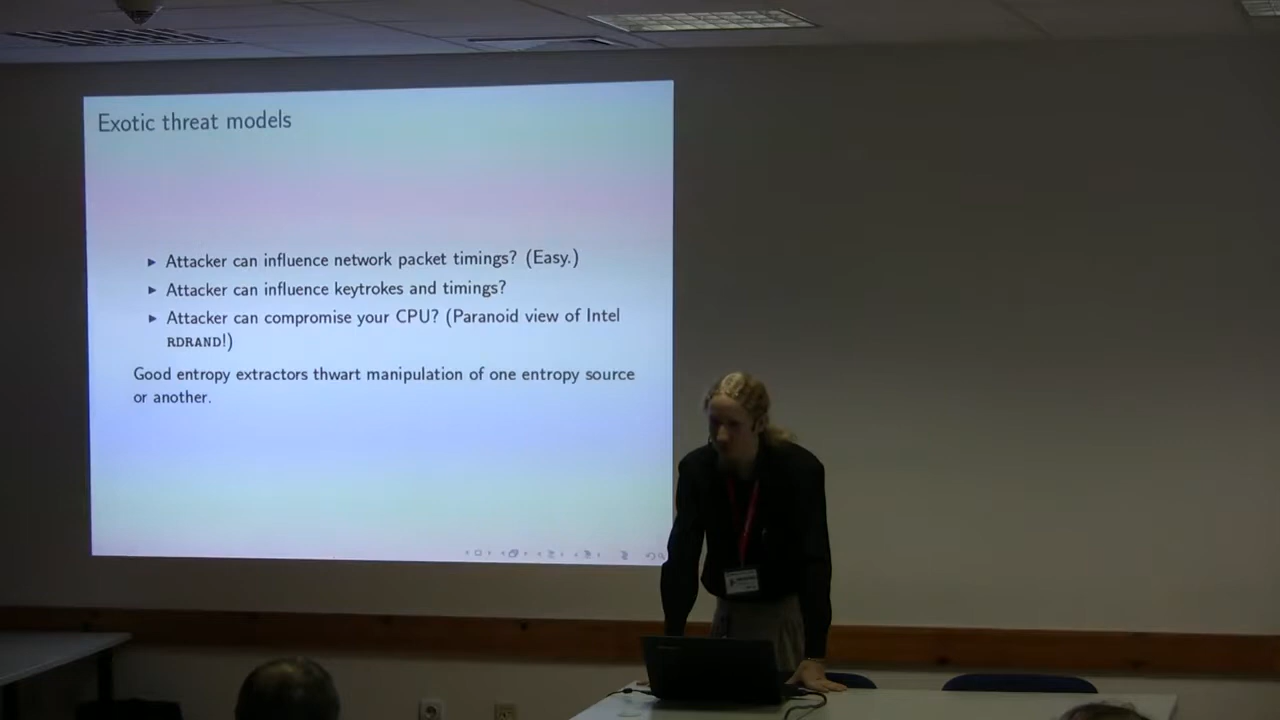 Exotic threat models
▶ Attacker can influence network packet timings? (Easy.)
▶ Attacker can influence keytrokes and timings?
▶ Attacker can compromise your CPU? (Paranoid view of Intel
RDRAND!)
Good entropy extractors thwart manipulation of one entropy source
or another.